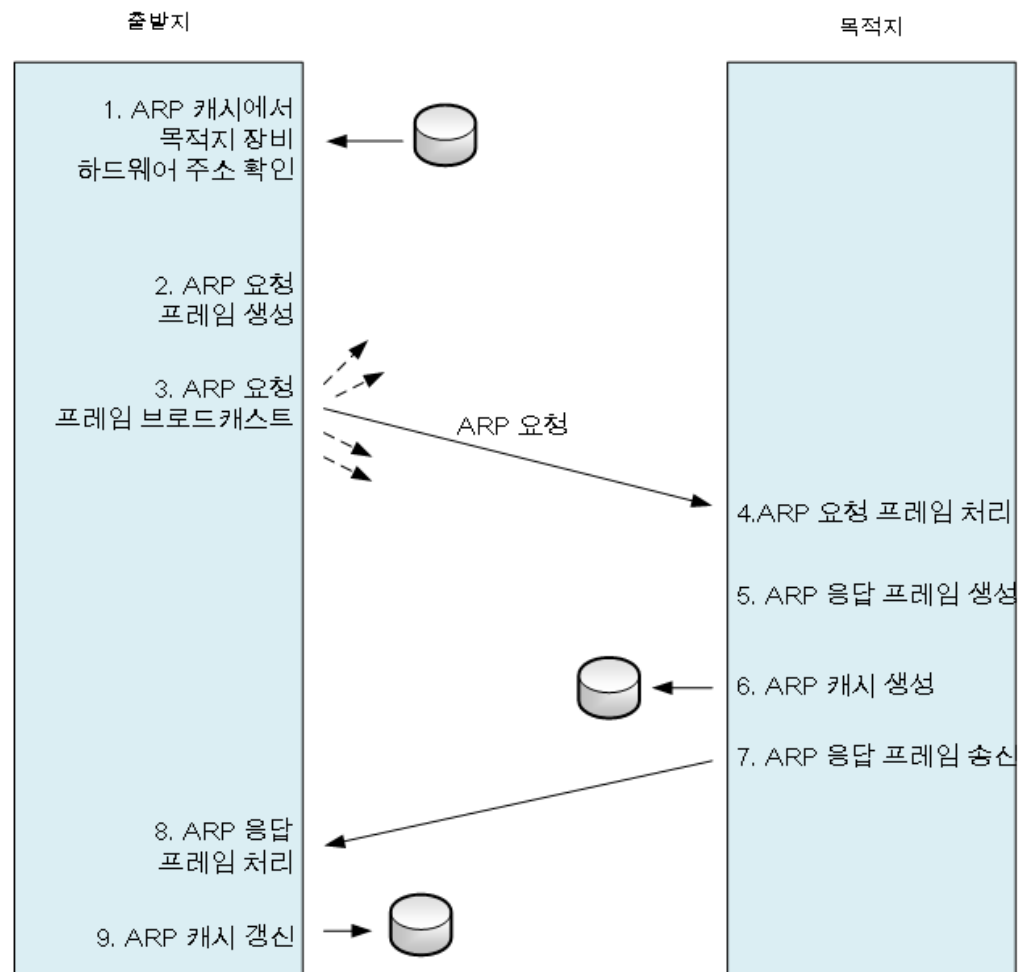 출발지
목적지
1. ARP 캐시에서
목적지 장비
하드웨어 주소 확인
2. ARP 요청
프레임 생성
3. ARP 요청
프레임 브로드캐스트
ARP 요청
4.ARP 요청 프레임 처리
5. ARP 응답 프레임 생성
6. ARP 캐시 생성
7. ARP 응답 프레임 송신
8. ARP 응답
프레임 처리
9. ARP 캐시 갱신